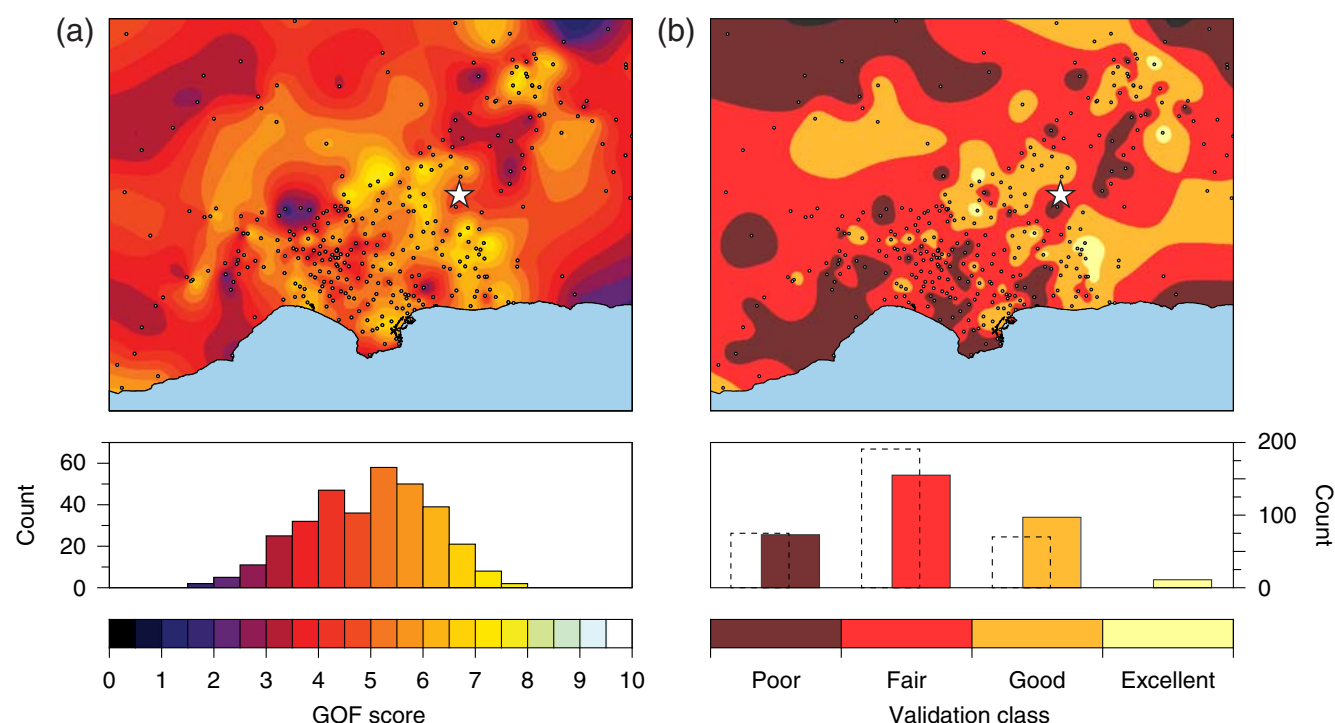 (a)
(b)
60
40
20
0
Count
200
100
0
Count
0 1 2 3 4 5 6 7 8 9 10
GOF score
Poor Fair Good Excellent
Validation class